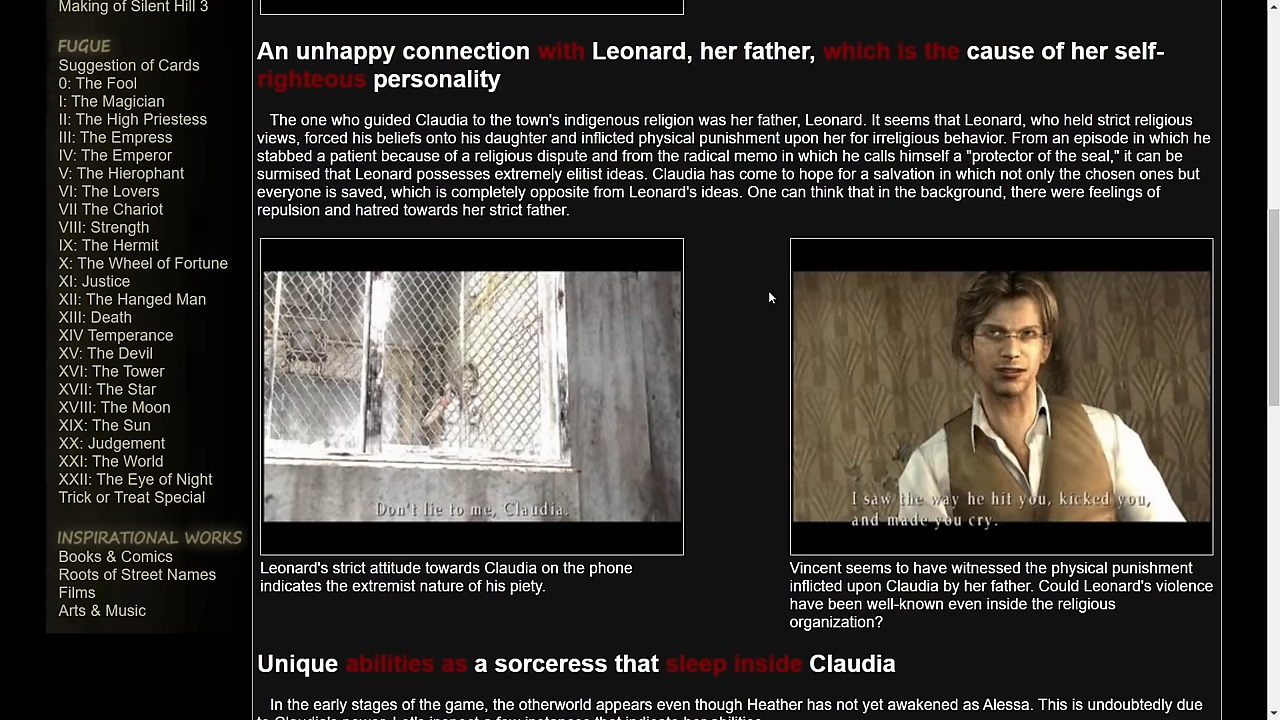 Making of Silent Hill 3
FUGUE
Suggestion of Cards
0: The Fool
I: The Magician
II: The High Priestess
III: The Empress
IV: The Emperor
V: The Hierophant
VI: The Lovers
VII The Chariot
VIII: Strength
IX: The Hermit
X: The Wheel of Fortune
XI: Justice
XII: The Hanged Man
XIII: Death
XIV Temperance
XV: The Devil
XVI: The Tower
XVII: The Star
XVIII: The Moon
XIX: The Sun
XX: Judgement
XXI: The World
XXII: The Eye of Night
Trick or Treat Special
INSPIRATIONAL WORKS
Books & Comics
Roots of Street Names
Films
Arts & Music
An unhappy connection with Leonard, her father, which is the cause of her self-
righteous personality
The one who guided Claudia to the town's indigenous religion was her father, Leonard. It seems that Leonard, who held strict religious
views, forced his beliefs onto his daughter and inflicted physical punishment upon her for irreligious behavior. From an episode in which he
stabbed a patient because of a religious dispute and from the radical memo in which he calls himself a "protector of the seal," it can be
surmised that Leonard possesses extremely elitist ideas. Claudia has come to hope for a salvation in which not only the chosen ones but
everyone is saved, which is completely opposite from Leonard's ideas. One can think that in the background, there were feelings of
repulsion and hatred towards her strict father.
Don't lie to me, Claudia.
I saw the way he hit you, kicked you,
and made you cry.
Leonard's strict attitude towards Claudia on the phone
indicates the extremist nature of his piety.
Vincent seems to have witnessed the physical punishment
inflicted upon Claudia by her father. Could Leonard's violence
have been well-known even inside the religious
organization?
Unique abilities as a sorceress that sleep inside Claudia
In the early stages of the game, the otherworld appears even though Heather has not yet awakened as Alessa. This is undoubtedly due
to Claudia's power. Let's inspect a few instances that indicate her abilities.